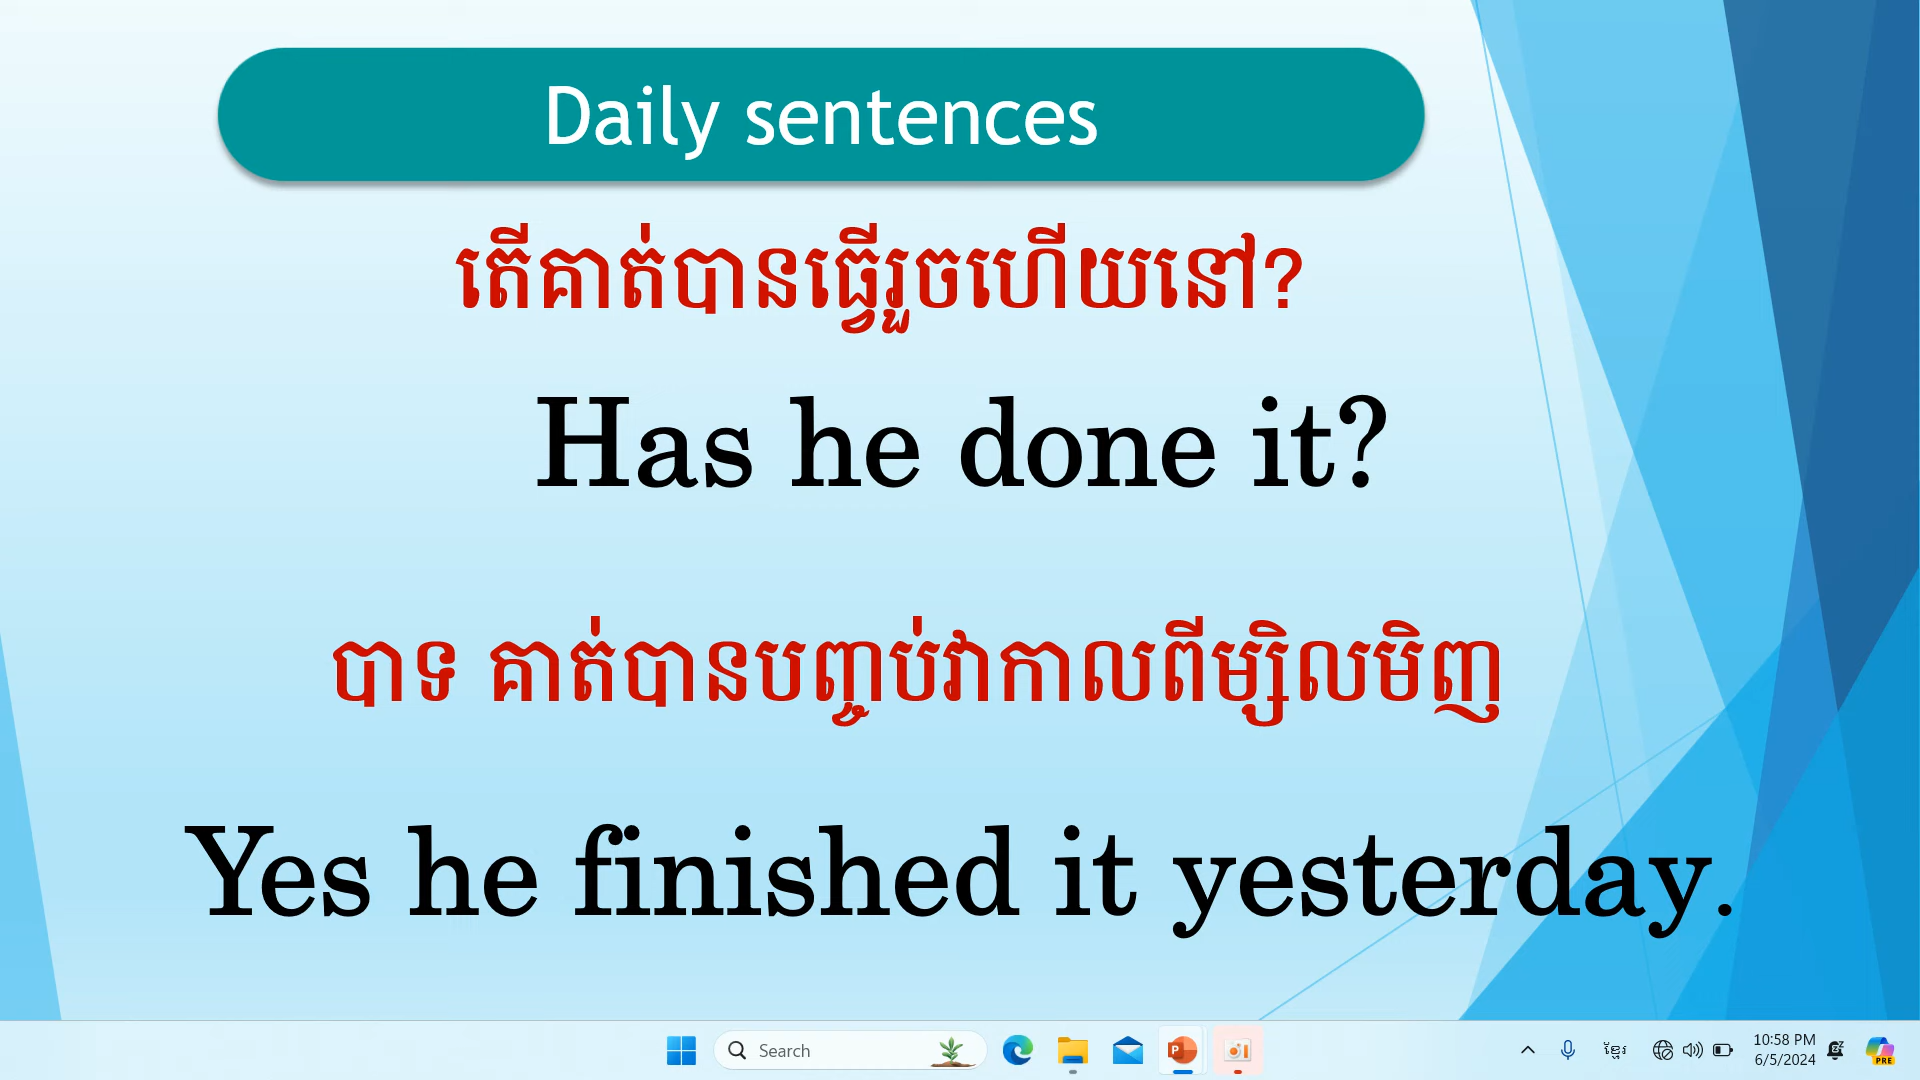 Daily sentences
តើគាត់បានធ្វើរួចហើយនៅ?
Has he done it?
បាទ គាត់បានបញ្ចប់វាកាលពីម្សិលមិញ
Yes he finished it yesterday.
Search
ខ្មែរ
10:58 PM
6/5/2024
PRE